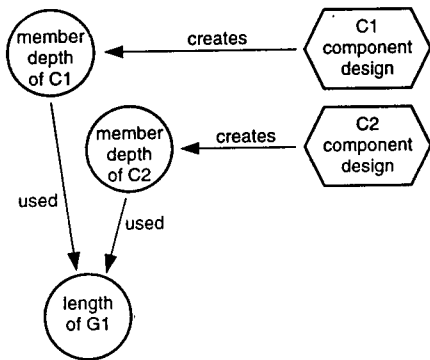 member
depth
of C1
creates
C1
component
design
member
depth
of C2
creates
C2
component
design
used
used
length
of G1